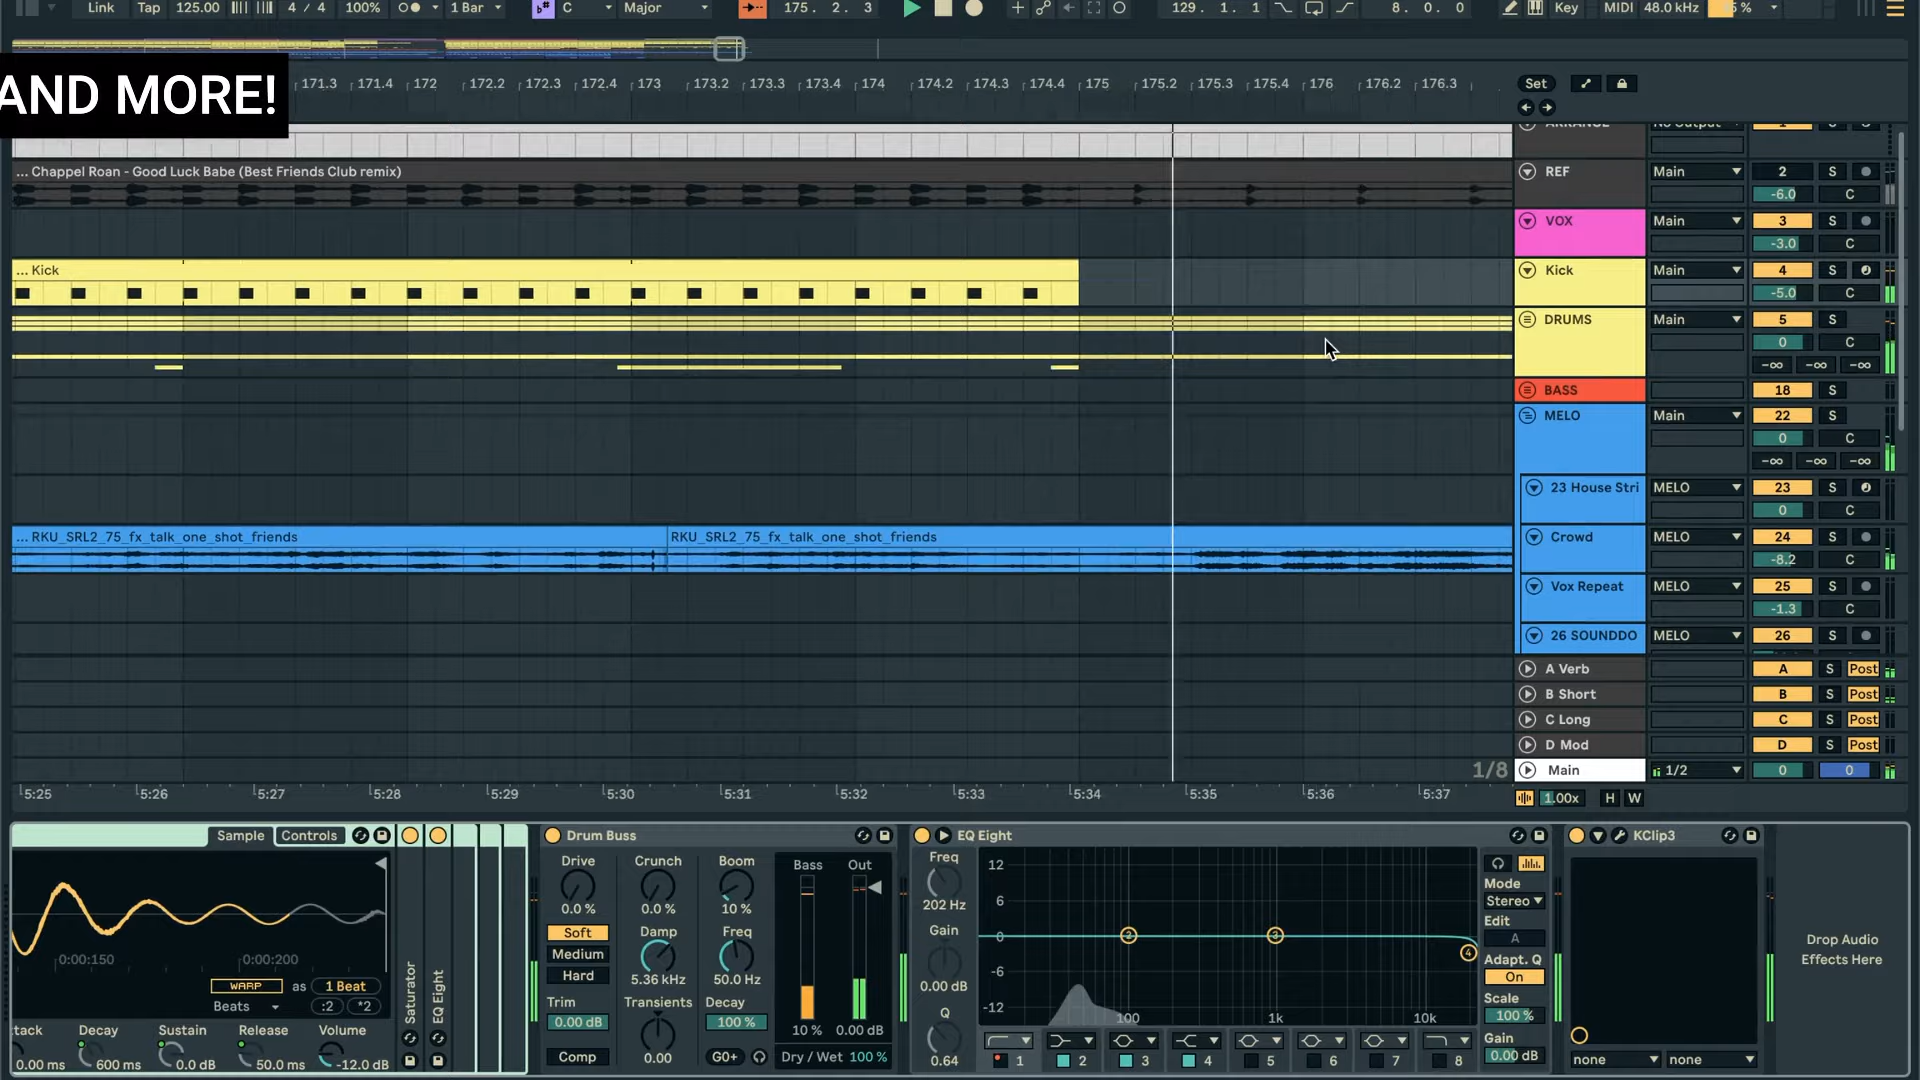 Link Tap 125.00 4 / 4 100% 1 Bar C Major 175. 2. 3 129. 1. 1 8. 0. 0 Key MIDI 48.0 kHz %
AND MORE!
171.3 171.4 172 172.2 172.3 172.4 173 173.2 173.3 173.4 174 174.2 174.3 174.4 175 175.2 175.3 175.4 176 176.2 176.3 Set
ARRANGE No Output 1 S
... Chappel Roan - Good Luck Babe (Best Friends Club remix) REF Main 2 S
-6.0 C
VOX Main 3 S
-3.0 C
... Kick Kick Main 4 S
-5.0 C
DRUMS Main 5 S
0 C
-∞ -∞ -∞
BASS 18 S
MELO Main 22 S
0 C
-∞ -∞ -∞
23 House Stri MELO 23 S
0 C
... RKU_SRL2_75_fx_talk_one_shot_friends RKU_SRL2_75_fx_talk_one_shot_friends Crowd MELO 24 S
-8.2 C
Vox Repeat MELO 25 S
-1.3 C
26 SOUNDDO MELO 26 S
A Verb A S Post
B Short B S Post
C Long C S Post
D Mod D S Post
1/8 Main 1/2 0 0
5:25 5:26 5:27 5:28 5:29 5:30 5:31 5:32 5:33 5:34 5:35 5:36 5:37 1.00x H W
Sample Controls
0:00:150 0:00:200
WARP as 1 Beat
Beats :2 *2
tack Decay Sustain Release Volume
0.00 ms 600 ms 0.0 dB 50.0 ms -12.0 dB
Saturator
EQ Eight
Drum Buss
Drive Crunch Boom Bass Out
0.0 % 0.0 % 10 %
Soft Damp Freq
Medium
Hard 5.36 kHz 50.0 Hz
Trim Transients Decay
0.00 dB 100 %
10 % 0.00 dB
Comp 0.00 GO+ Dry / Wet 100 %
EQ Eight
Freq
202 Hz
Gain
0.00 dB
Q
0.64
12
6
0
-6
-12
100 1k 10k
2 3 4
1 2 3 4 5 6 7 8
Mode
Stereo
Edit
A
Adapt. Q
On
Scale
100 %
Gain
0.00 dB
KClip3
none none
Drop Audio
Effects Here